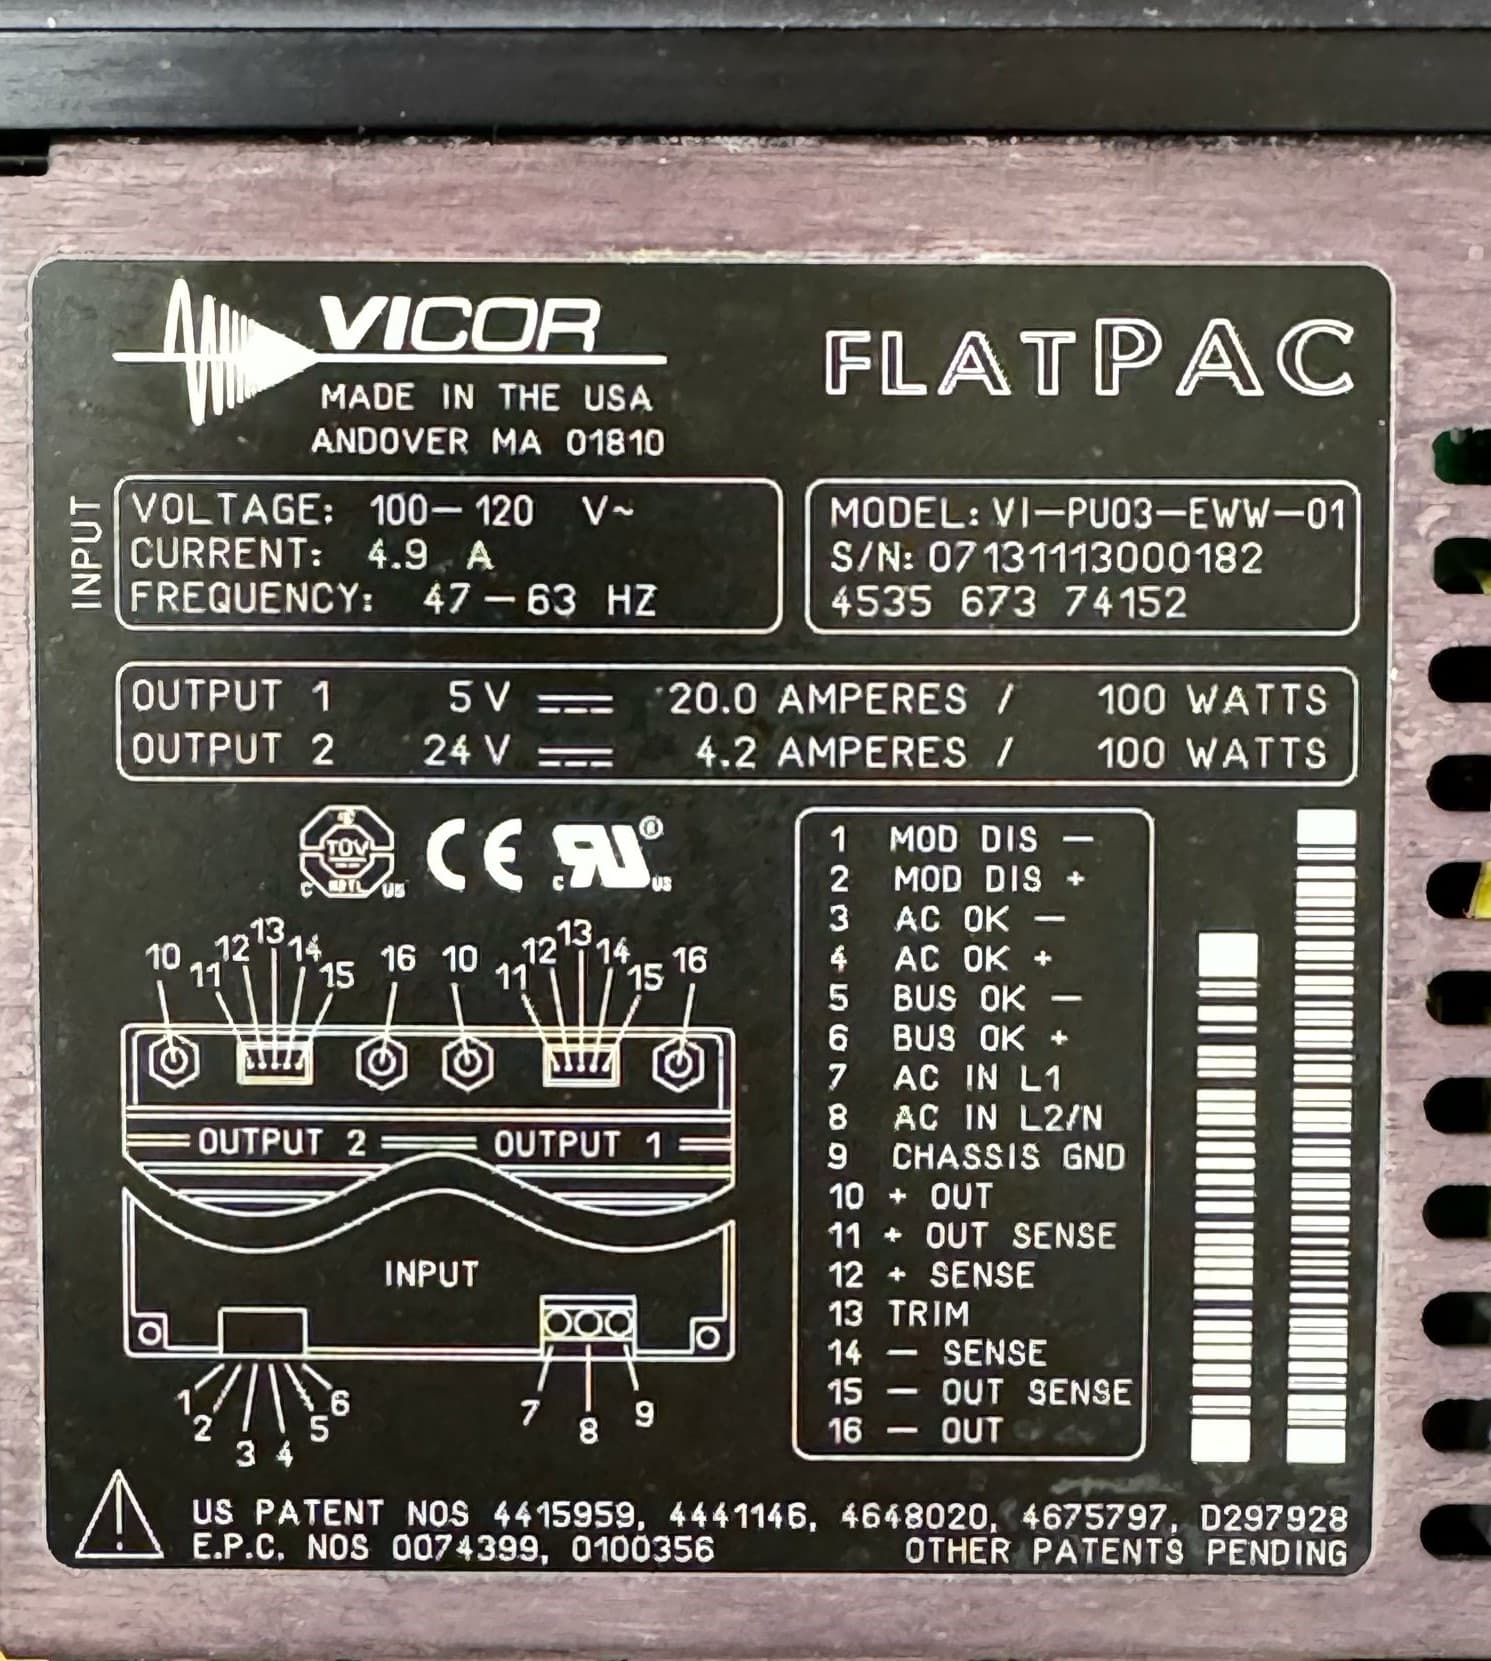 VICOR
MADE IN THE USA
ANDOVER MA 01810
FLATPAC
INPUT
VOLTAGE: 100-120 V~
CURRENT: 4.9 A
FREQUENCY: 47-63 HZ
MODEL: VI-PU03-EWW-01
S/N: 07131113000182
4535 673 74152
OUTPUT 1 5V ⎓ 20.0 AMPERES / 100 WATTS
OUTPUT 2 24V ⎓ 4.2 AMPERES / 100 WATTS
TÜV
C NRTL US
CE
C RU ® US
1 MOD DIS -
2 MOD DIS +
3 AC OK -
4 AC OK +
5 BUS OK -
6 BUS OK +
7 AC IN L1
8 AC IN L2/N
9 CHASSIS GND
10 + OUT
11 + OUT SENSE
12 + SENSE
13 TRIM
14 - SENSE
15 - OUT SENSE
16 - OUT
10 11 12 13 14 15 16 10 11 12 13 14 15 16
OUTPUT 2 OUTPUT 1
INPUT
1 2 3 4 5 6 7 8 9
US PATENT NOS 4415959, 4441146, 4648020, 4675797, D297928
E.P.C. NOS 0074399, 0100356 OTHER PATENTS PENDING